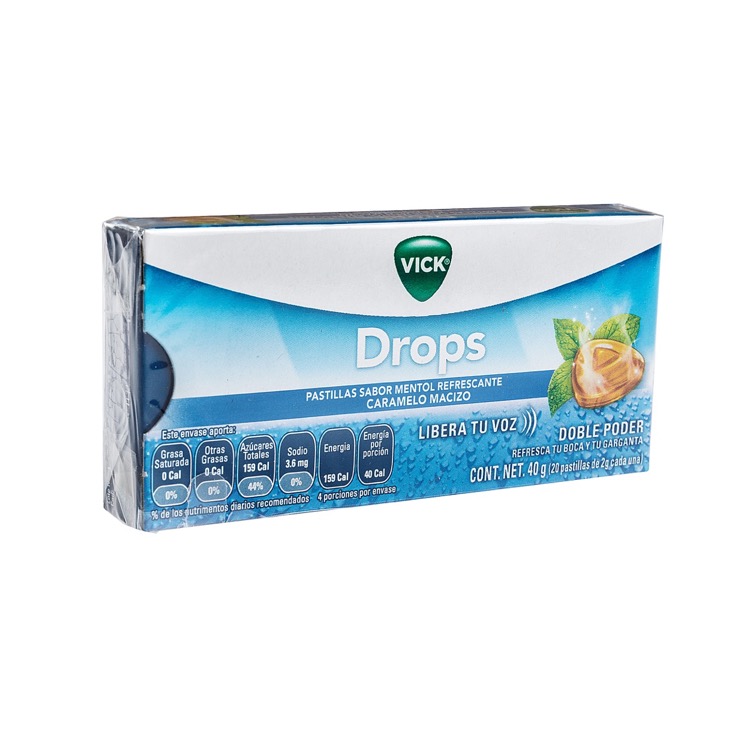 VICK®
Drops
PASTILLAS SABOR MENTOL REFRESCANTE
CARAMELO MACIZO
LIBERA TU VOZ
DOBLE PODER
REFRESCA TU BOCA Y TU GARGANTA
CONT. NET. 40 g (20 pastillas de 2g cada una)
Este envase aporta:
Grasa Saturada 0 Cal 0%
Otras Grasas 0 Cal 0%
Azúcares Totales 159 Cal 44%
Sodio 3.6 mg 0%
Energía 159 Cal
Energía por porción 40 Cal
% de los nutrimentos diarios recomendados
4 porciones por envase